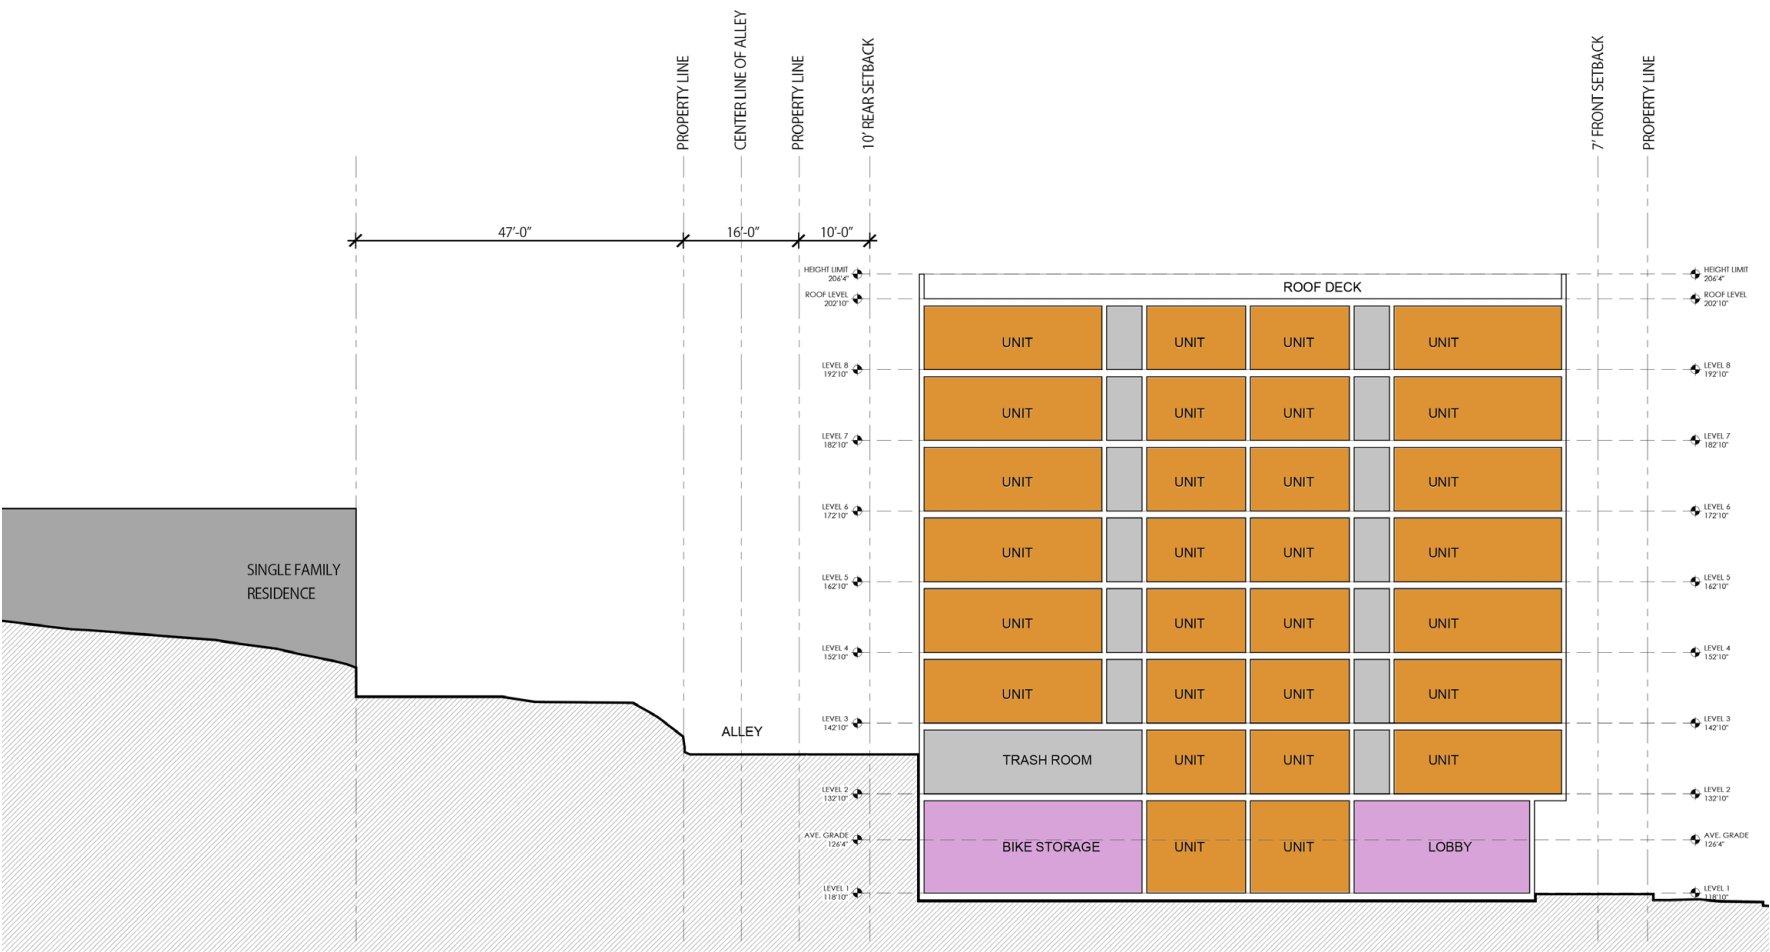 PROPERTY LINE
CENTER LINE OF ALLEY
PROPERTY LINE
10' REAR SETBACK
7' FRONT SETBACK
PROPERTY LINE
47'-0"
16'-0"
10'-0"
HEIGHT LIMIT
206'4"
ROOF DECK
HEIGHT LIMIT
206'4"
ROOF LEVEL
202'10"
ROOF LEVEL
202'10"
UNIT
UNIT
UNIT
UNIT
LEVEL 8
192'10"
LEVEL 8
192'10"
UNIT
UNIT
UNIT
UNIT
LEVEL 7
182'10"
LEVEL 7
182'10"
UNIT
UNIT
UNIT
UNIT
LEVEL 6
172'10"
LEVEL 6
172'10"
UNIT
UNIT
UNIT
UNIT
SINGLE FAMILY
RESIDENCE
LEVEL 5
162'10"
LEVEL 5
162'10"
UNIT
UNIT
UNIT
UNIT
LEVEL 4
152'10"
LEVEL 4
152'10"
UNIT
UNIT
UNIT
UNIT
LEVEL 3
142'10"
LEVEL 3
142'10"
ALLEY
TRASH ROOM
UNIT
UNIT
UNIT
LEVEL 2
132'10"
LEVEL 2
132'10"
AVE. GRADE
126'4"
AVE. GRADE
126'4"
BIKE STORAGE
UNIT
UNIT
LOBBY
LEVEL 1
118'10"
LEVEL 1
118'10"